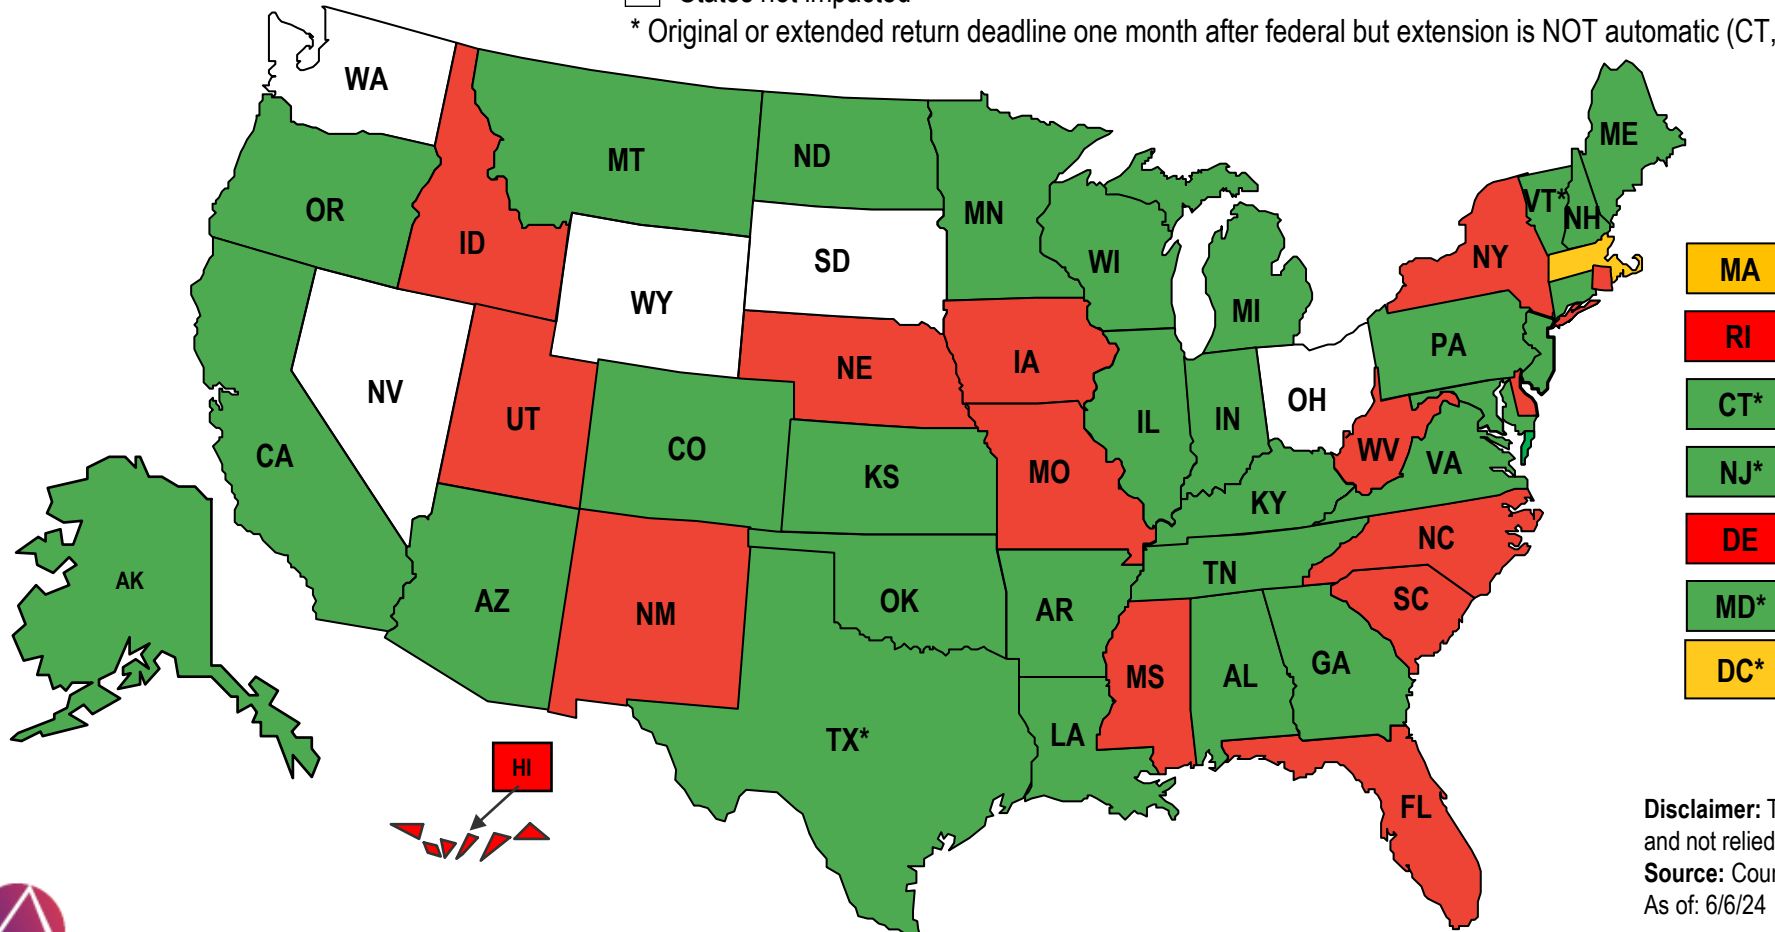 * Original or extended return deadline one month after federal but extension is NOT automatic (CT,
WA
ME
MT
ND
VT*
OR
MN
NH
ID
NY
SD
WI
MA
WY
MI
RI
PA
NE
IA
NV
OH
CT*
UT
IL
IN
CO
WV
CA
VA
MO
NJ*
KS
KY
NC
DE
AK
TN
AZ
OK
SC
NM
AR
MD*
GA
MS
AL
DC*
TX*
LA
HI
FL
Disclaimer: T
and not relied
Source: Cour
As of: 6/6/24